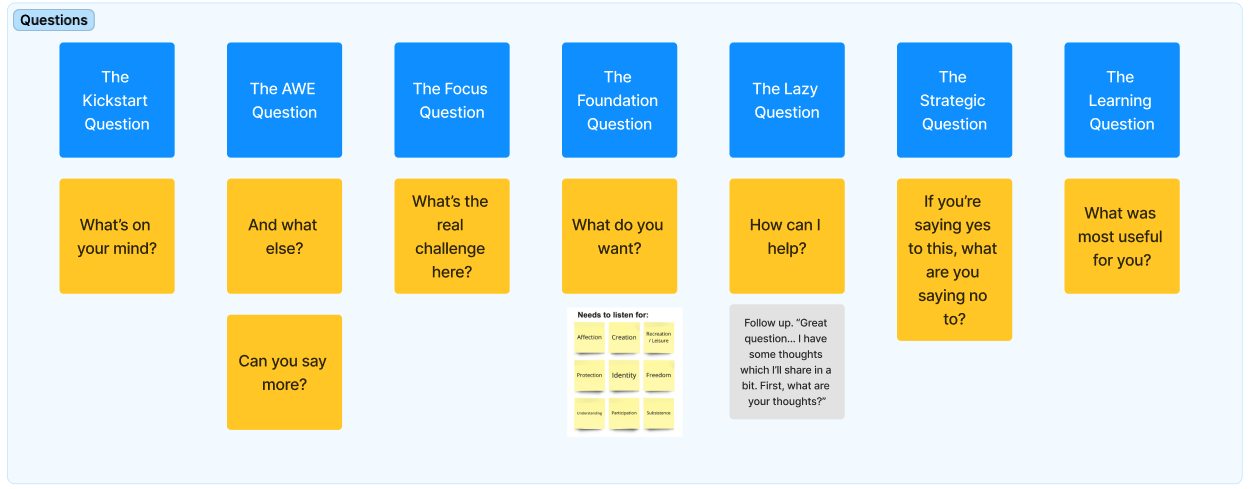 Questions
The
Kickstart
Question
The AWE
Question
The Focus
Question
The
Foundation
Question
The Lazy
Question
The
Strategic
Question
The
Learning
Question
What's on
your mind?
And what
else?
What's the
real
challenge
here?
What do you
want?
How can I
help?
If you're
saying yes
to this, what
are you
saying no
to?
What was
most useful
for you?
Can you say
more?
Needs to listen for:
Affection
Creation
Recreation
/ Leisure
Protection
Identity
Freedom
Understanding
Participation
Subsistence
Follow up. "Great
question... I have
some thoughts
which I'll share in a
bit. First, what are
your thoughts?"